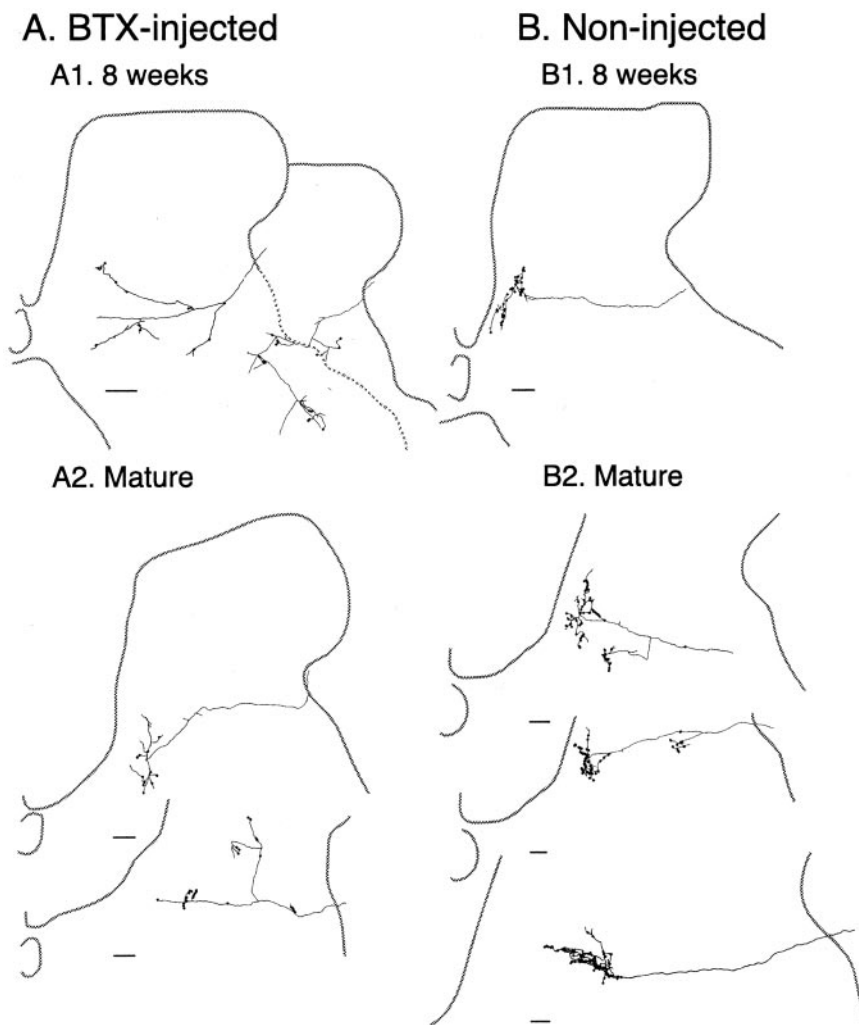 A. BTX-injected
A1. 8 weeks
B. Non-injected
B1. 8 weeks
A2. Mature
B2. Mature